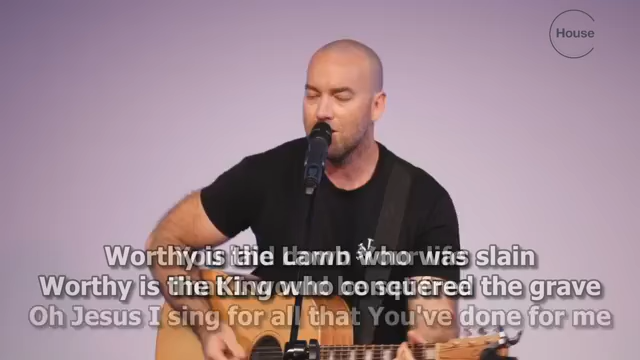 House
Worthy is the Lamb who was slain
Worthy is the King who conquered the grave
Oh Jesus I sing for all that You've done for me